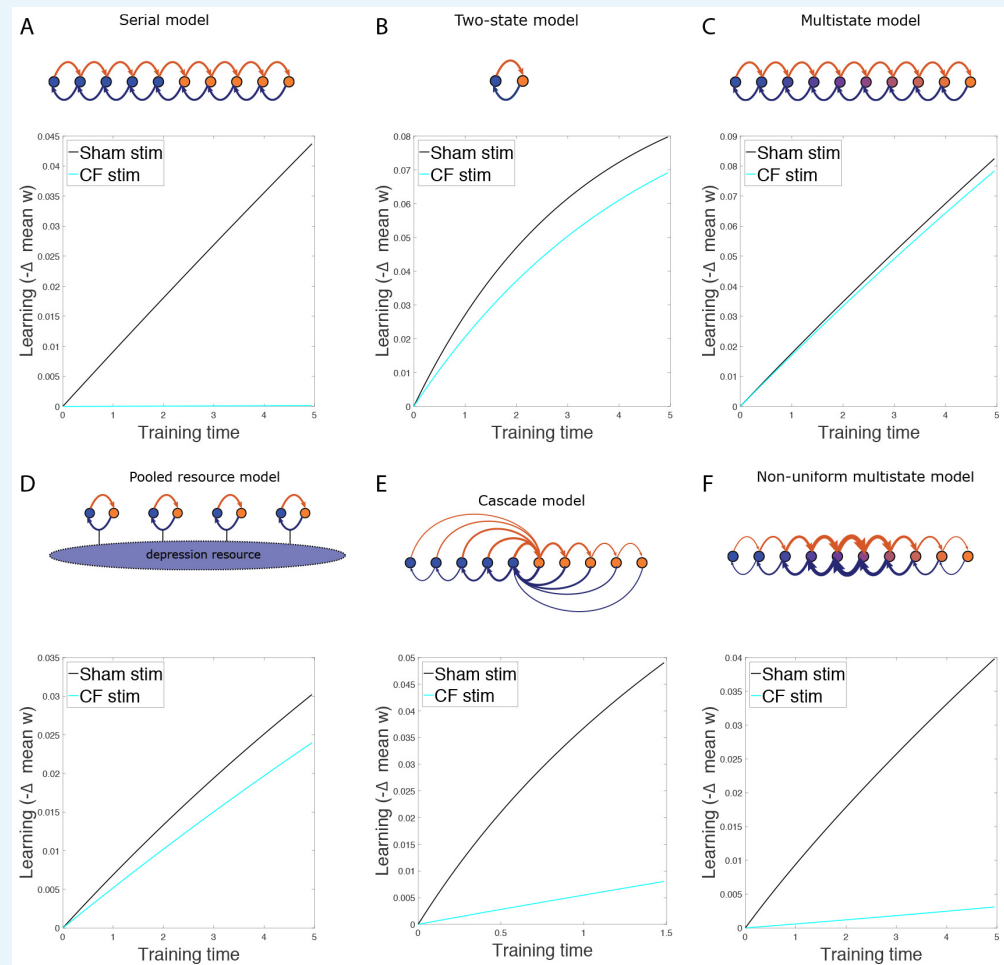 A
Serial model
0.045
0.04
0.035
0.03
0.025
0.02
0.015
0.01
0.005
0
Learning (-Δ mean w)
Sham stim
CF stim
0 1 2 3 4 5
Training time
B
Two-state model
0.08
0.07
0.06
0.05
0.04
0.03
0.02
0.01
0
Learning (-Δ mean w)
Sham stim
CF stim
0 1 2 3 4 5
Training time
C
Multistate model
0.09
0.08
0.07
0.06
0.05
0.04
0.03
0.02
0.01
0
Learning (-Δ mean w)
Sham stim
CF stim
0 1 2 3 4 5
Training time
D
Pooled resource model
depression resource
0.035
0.03
0.025
0.02
0.015
0.01
0.005
0
Learning (-Δ mean w)
Sham stim
CF stim
0 1 2 3 4 5
Training time
E
Cascade model
0.05
0.045
0.04
0.035
0.03
0.025
0.02
0.015
0.01
0.005
0
Learning (-Δ mean w)
Sham stim
CF stim
0 0.5 1 1.5
Training time
F
Non-uniform multistate model
0.04
0.035
0.03
0.025
0.02
0.015
0.01
0.005
0
Learning (-Δ mean w)
Sham stim
CF stim
0 1 2 3 4 5
Training time